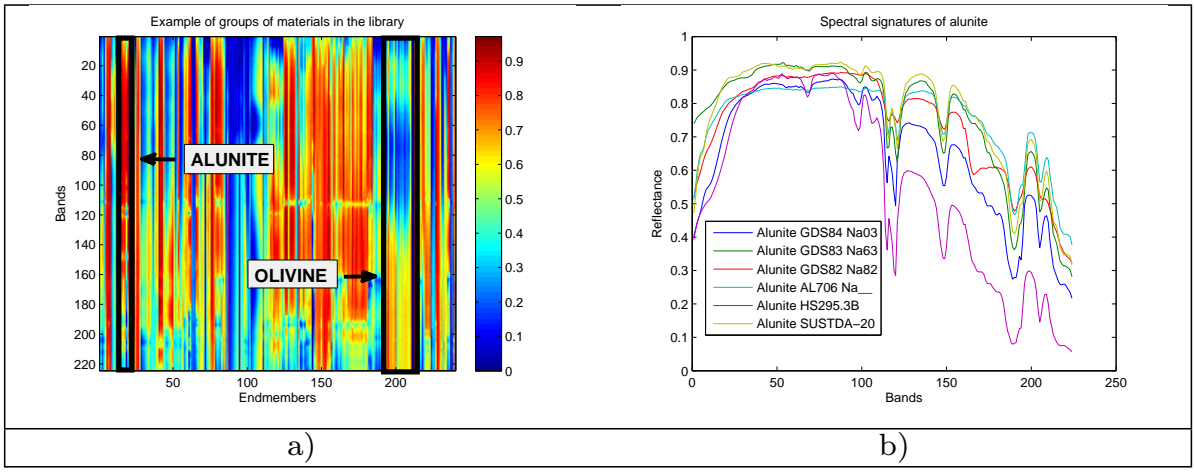 Example of groups of materials in the library
20
40
60
80
100
120
140
160
180
200
220
Bands
ALUNITE
OLIVINE
50
100
150
200
Endmembers
0.9
0.8
0.7
0.6
0.5
0.4
0.3
0.2
0.1
0
a)
Spectral signatures of alunite
1
0.9
0.8
0.7
0.6
0.5
0.4
0.3
0.2
0.1
0
Reflectance
Alunite GDS84 Na03
Alunite GDS83 Na63
Alunite GDS82 Na82
Alunite AL706 Na__
Alunite HS295.3B
Alunite SUSTDA−20
0
50
100
150
200
250
Bands
b)